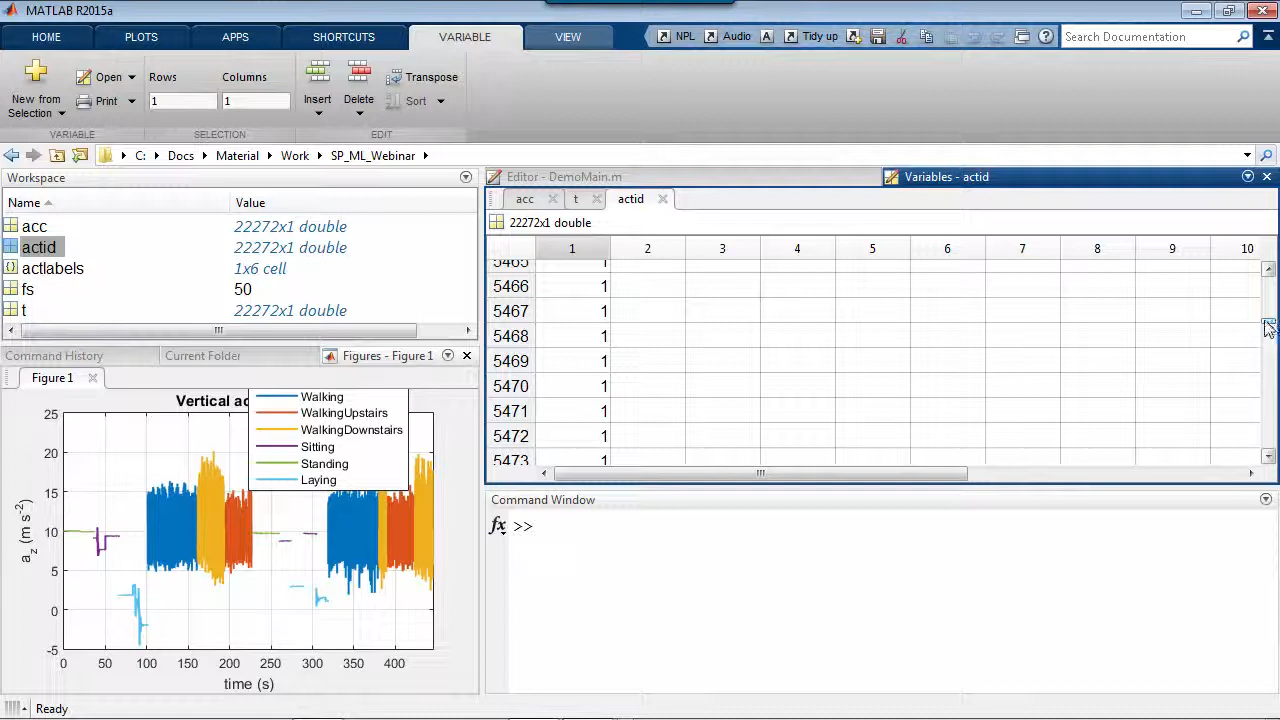 MATLAB R2015a
HOME PLOTS APPS SHORTCUTS VARIABLE VIEW NPL Audio A Tidy up Search Documentation
New from Selection
Open
Print
Rows Columns
1 1
Insert Delete
Transpose
Sort
VARIABLE SELECTION EDIT
C: Docs Material Work SP_ML_Webinar
Workspace
Name Value
acc 22272x1 double
actid 22272x1 double
actlabels 1x6 cell
fs 50
t 22272x1 double
Editor - DemoMain.m Variables - actid
acc t actid
22272x1 double
1 2 3 4 5 6 7 8 9 10
5465 1
5466 1
5467 1
5468 1
5469 1
5470 1
5471 1
5472 1
5473 1
Command History Current Folder Figures - Figure 1
Figure 1
Vertical ac
Walking
WalkingUpstairs
WalkingDownstairs
Sitting
Standing
Laying
25
20
15
10
5
0
-5
a_z (m s^-2)
0 50 100 150 200 250 300 350 400
time (s)
Command Window
fx >>
Ready